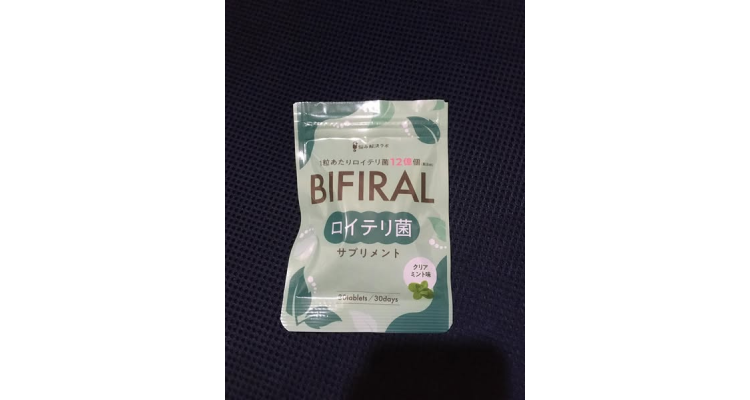 1粒あたりロイテリ菌12億個
BIFIRAL
ロイテリ菌
サプリメント
クリア
ミント味
tablets/30days